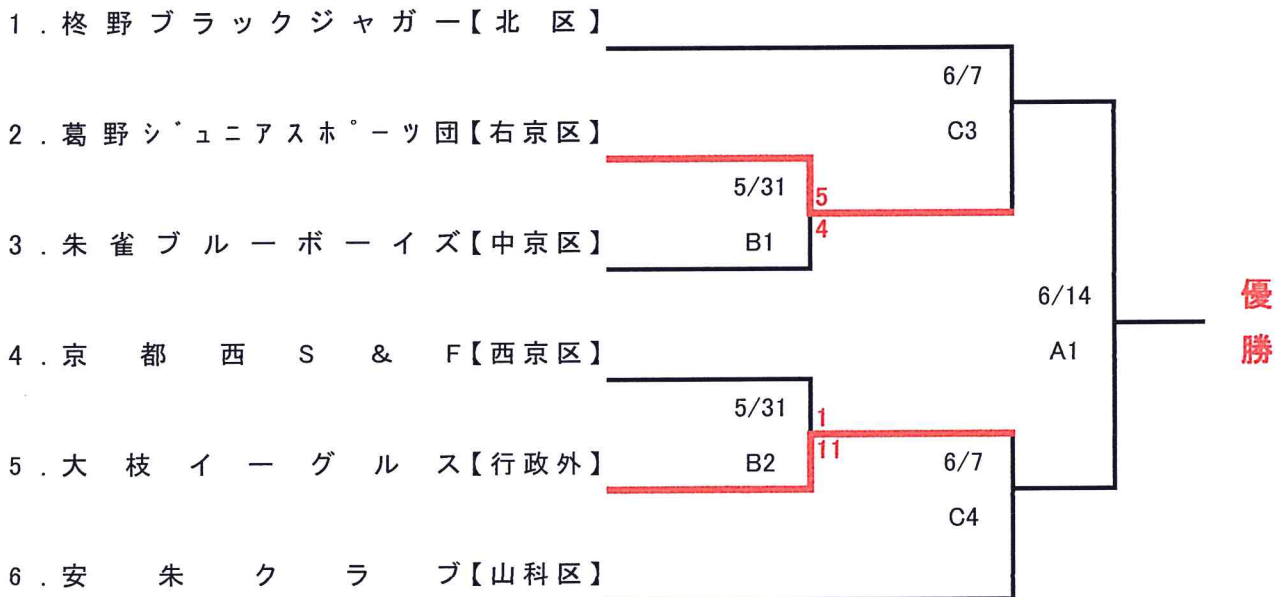 1．柊野ブラックジャガー【北 区】
6/7
2．葛野ジュニアスポーツ団【右京区】
C3
5/31
5
3．朱雀ブルーボーイズ【中京区】
B1
4
6/14
優
4．京都西S&F【西京区】
A1
勝
5/31
1
5．大枝イーグルス【行政外】
B2
11
6/7
C4
6．安朱クラブ【山科区】